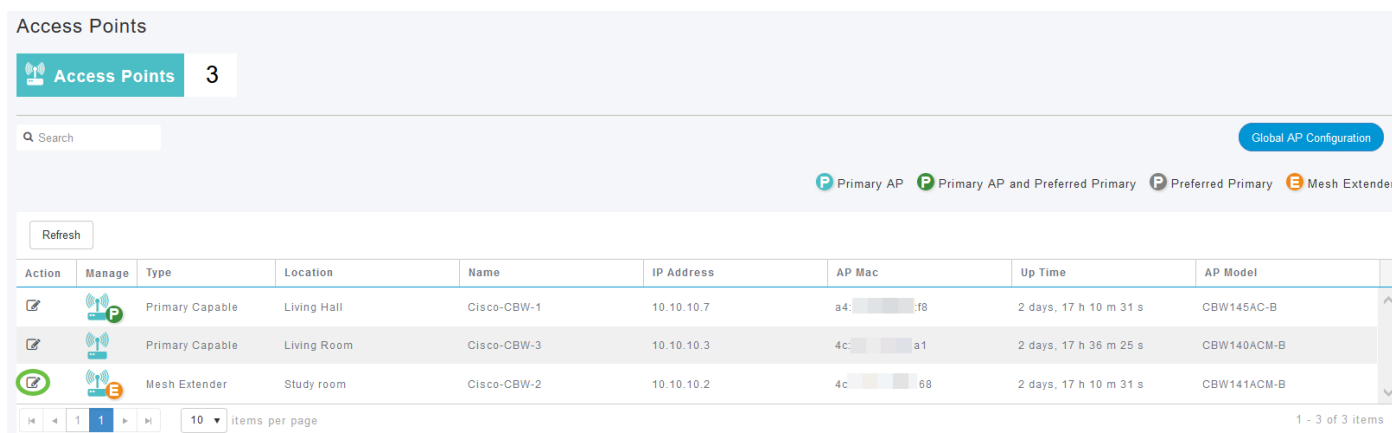 Access Points
Access Points 3
Search
Global AP Configuration
P Primary AP P Primary AP and Preferred Primary P Preferred Primary E Mesh Extender
Refresh
Action Manage Type Location Name IP Address AP Mac Up Time AP Model
P Primary Capable Living Hall Cisco-CBW-1 10.10.10.7 a4: :f8 2 days, 17 h 10 m 31 s CBW145AC-B
Primary Capable Living Room Cisco-CBW-3 10.10.10.3 4c: a1 2 days, 17 h 36 m 25 s CBW140ACM-B
E Mesh Extender Study room Cisco-CBW-2 10.10.10.2 4c 68 2 days, 17 h 10 m 31 s CBW141ACM-B
1 1 10 items per page 1 - 3 of 3 items